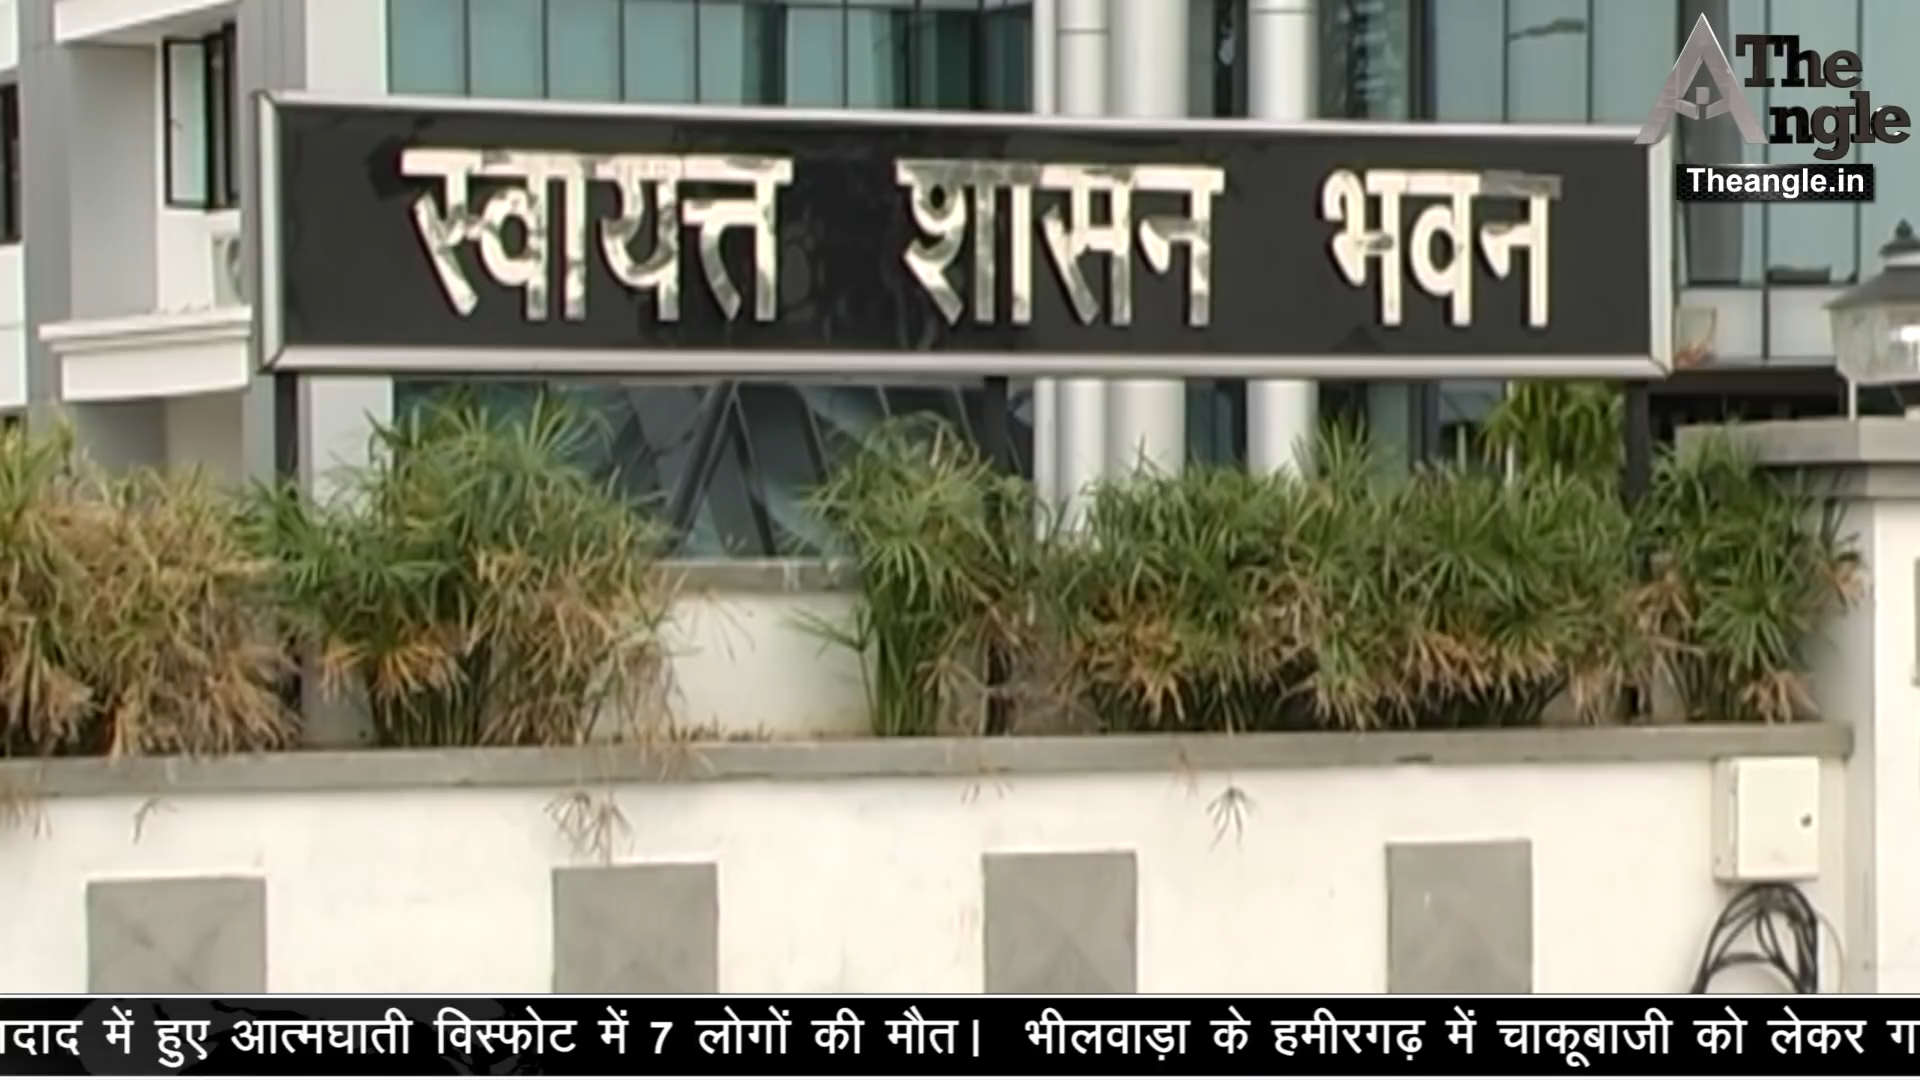 The
Angle
Theangle.in
स्वायत्त शासन भवन
में हुए आत्मघाती विस्फोट में 7 लोगों की मौत। भीलवाड़ा के हमीरगढ़ में चाकूबाजी को लेकर